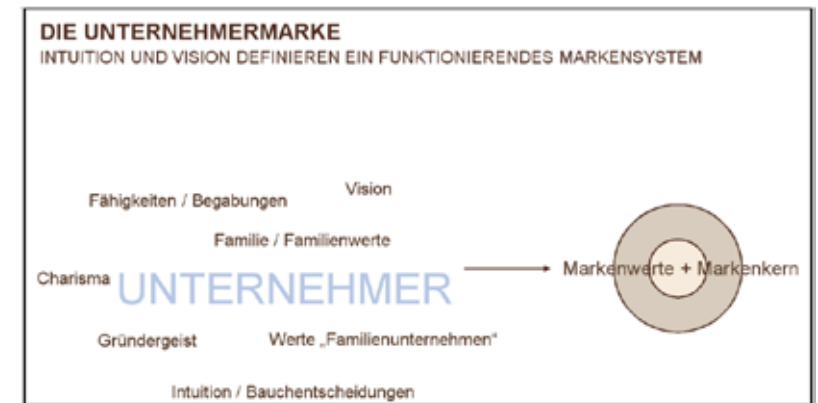 DIE UNTERNEHMERMARKE
INTUITION UND VISION DEFINIEREN EIN FUNKTIONIERENDES MARKENSYSTEM
Vision
Fähigkeiten / Begabungen
Familie / Familienwerte
Charisma
UNTERNEHMER
Markenwerte + Markenkern
Gründergeist
Werte „Familienunternehmen“
Intuition / Bauchentscheidungen